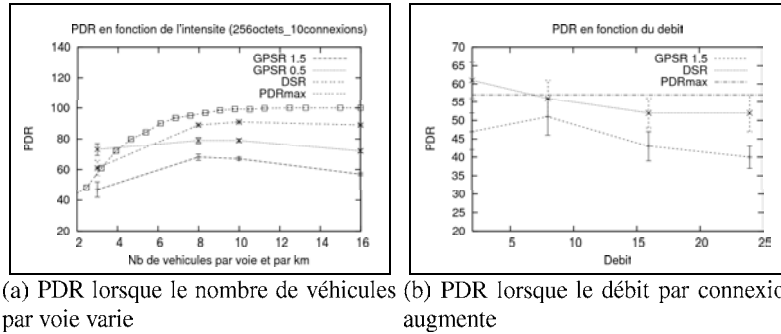 PDR en fonction de l'intensite (256octets_10connexions)
140
120
100
80
60
40
20
PDR
GPSR 1.5
GPSR 0.5
DSR
PDRmax
2
4
6
8
10
12
14
16
Nb de vehicules par voie et par km
(a) PDR lorsque le nombre de véhicules
par voie varie
PDR en fonction du debit
70
65
60
55
50
45
40
35
30
25
20
PDR
GPSR 1.5
DSR
PDRmax
5
10
15
20
25
Debit
(b) PDR lorsque le débit par connexio
augmente